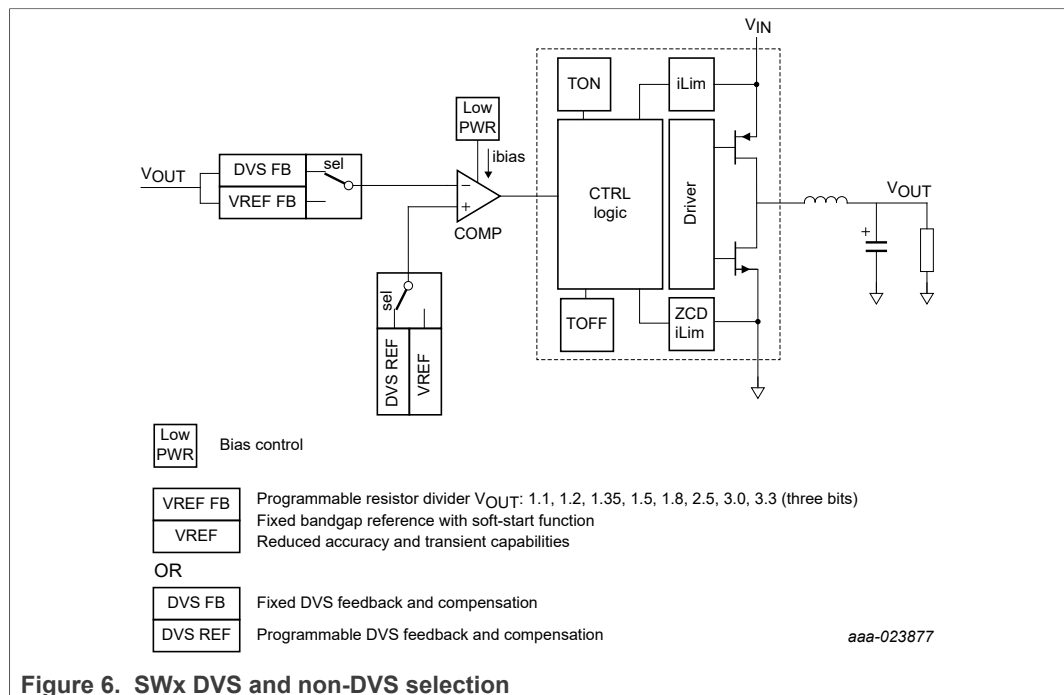 VIN
TON
iLim
Low
PWR
ibias
sel
DVS FB
VOUT
VREF FB
−
+
COMP
CTRL
logic
Driver
VOUT
+
sel
DVS REF
VREF
TOFF
ZCD
iLim
Low
PWR
Bias control
VREF FB
Programmable resistor divider VOUT: 1.1, 1.2, 1.35, 1.5, 1.8, 2.5, 3.0, 3.3 (three bits)
Fixed bandgap reference with soft-start function
VREF
Reduced accuracy and transient capabilities
OR
DVS FB
Fixed DVS feedback and compensation
DVS REF
Programmable DVS feedback and compensation
aaa-023877
Figure 6. SWx DVS and non-DVS selection